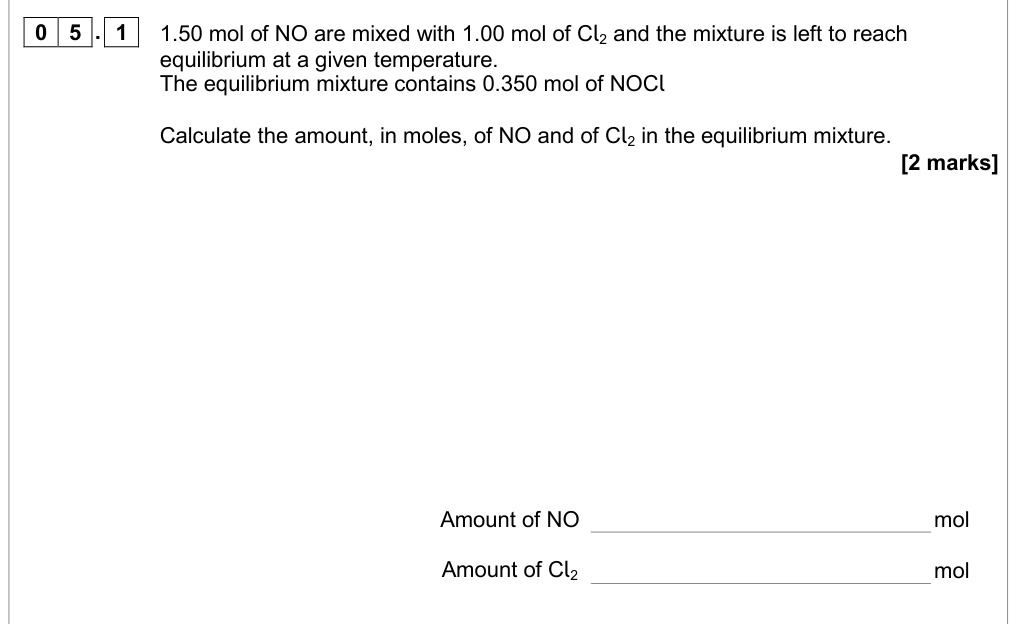 0 5 . 1 1.50 mol of NO are mixed with 1.00 mol of Cl₂ and the mixture is left to reach
equilibrium at a given temperature.
The equilibrium mixture contains 0.350 mol of NOCl
Calculate the amount, in moles, of NO and of Cl₂ in the equilibrium mixture.
[2 marks]
Amount of NO mol
Amount of Cl₂ mol